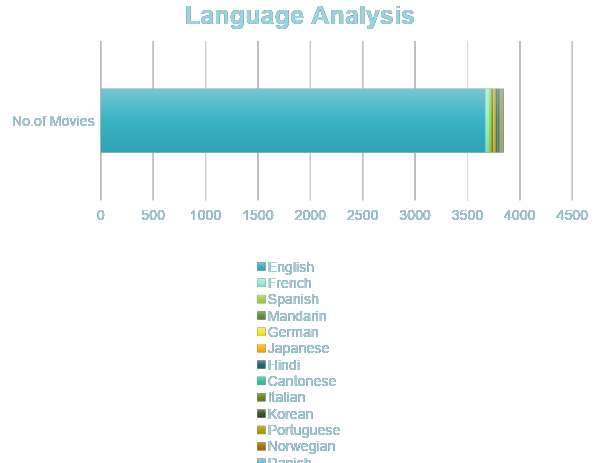 Language Analysis
No.of Movies
0 500 1000 1500 2000 2500 3000 3500 4000 4500
English
French
Spanish
Mandarin
German
Japanese
Hindi
Cantonese
Italian
Korean
Portuguese
Norwegian
Danish